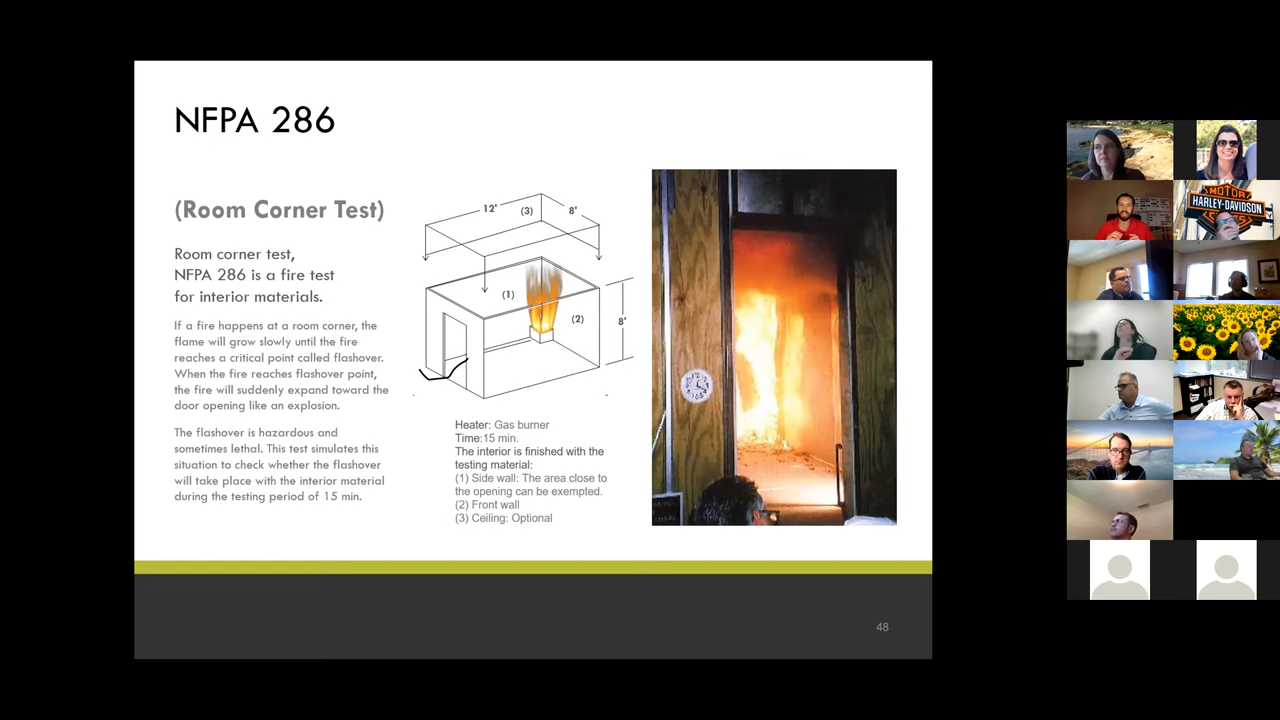 NFPA 286
(Room Corner Test)
Room corner test,
NFPA 286 is a fire test
for interior materials.
If a fire happens at a room corner, the
flame will grow slowly until the fire
reaches a critical point called flashover.
When the fire reaches flashover point,
the fire will suddenly expand toward the
door opening like an explosion.
The flashover is hazardous and
sometimes lethal. This test simulates this
situation to check whether the flashover
will take place with the interior material
during the testing period of 15 min.
12'
(3)
8'
(1)
(2)
8'
Heater: Gas burner
Time:15 min.
The interior is finished with the
testing material:
(1) Side wall: The area close to
the opening can be exempted.
(2) Front wall
(3) Ceiling: Optional
48
MOTOR
HARLEY-DAVIDSON